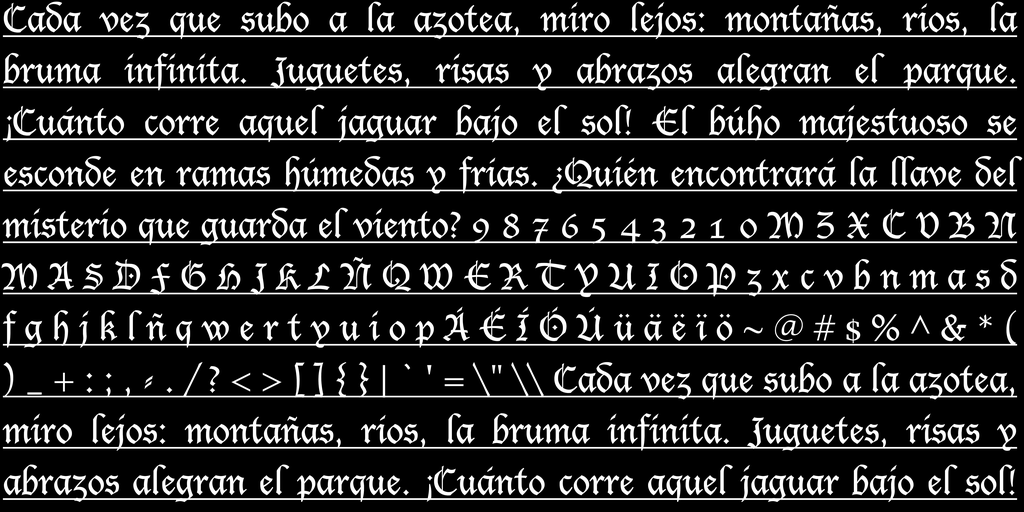 Cada vez que subo a la azotea, miro lejos: montañas, rios, la
bruma infinita. Juguetes, risas y abrazos alegran el parque.
¡Cuánto corre aquel jaguar bajo el sol! El búho majestuoso se
esconde en ramas húmedas y frias. ¿Quién encontrará la llave del
misterio que guarda el viento? 9 8 7 6 5 4 3 2 1 0 M Z X C V B N
M A S D F G H J K L Ñ Q W E R T Y U I O P z x c v b n m a s d
f g h j k l ñ q w e r t y u i o p Á É Í Ó Ú ü ä ë ï ö ~ @ # $ % ^ & * (
) _ + : ; , - . / ? < > [ ] { } | ` ' = \" \\ Cada vez que subo a la azotea,
miro lejos: montañas, rios, la bruma infinita. Juguetes, risas y
abrazos alegran el parque. ¡Cuánto corre aquel jaguar bajo el sol!